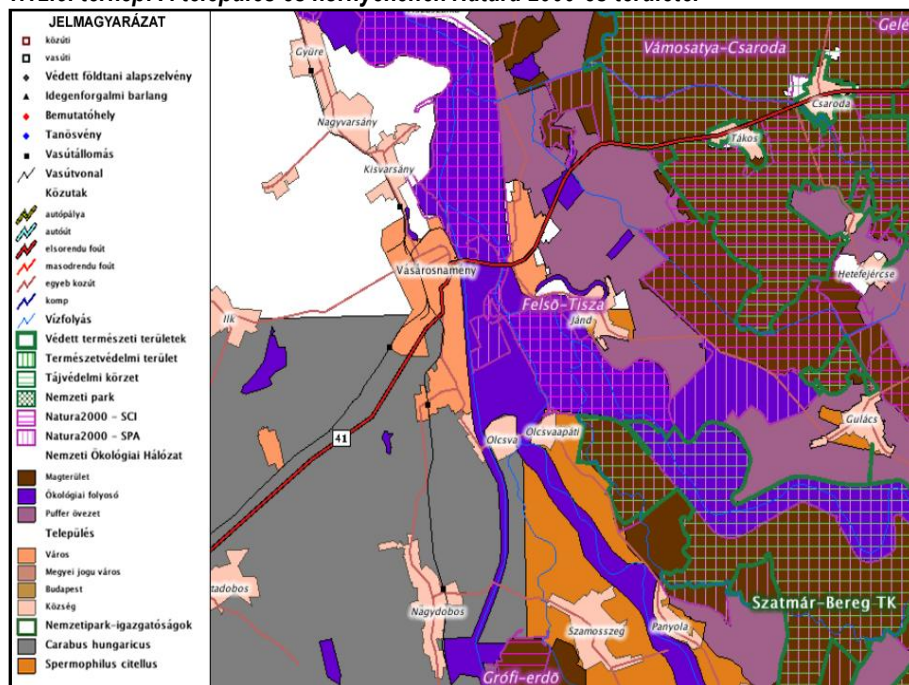 JELMAGYARÁZAT
közúti
vasúti
Védett földtani alapszelvény
Idegenforgalmi barlang
Bemutatóhely
Tanösvény
Vasútállomás
Vasútvonal
Közutak
autópálya
autóút
elsorendu foút
masodrendu foút
egyeb kozút
komp
Vízfolyás
Védett természeti területek
Természetvédelmi terület
Tájvédelmi körzet
Nemzeti park
Natura2000 - SCI
Natura2000 - SPA
Nemzeti Ökológiai Hálózat
Magterület
Ökológiai folyosó
Puffer övezet
Település
Város
Megyei jogu város
Budapest
Község
Nemzetipark-igazgatóságok
Carabus hungaricus
Spermophilus citellus
Gelé
Gyüre
Vámosatya-Csaroda
Csaroda
Nagyvarsány
Tákos
Kisvarsány
Vásárosnamény
Hetefejércse
Felső-Tisza
Ilk
Jánd
Gulács
41
Olcsva
Olcsvaapáti
Szatmár-Bereg TK
tadobos
Nagydobos
Szamosszeg
Panyola
Grófi-erdő